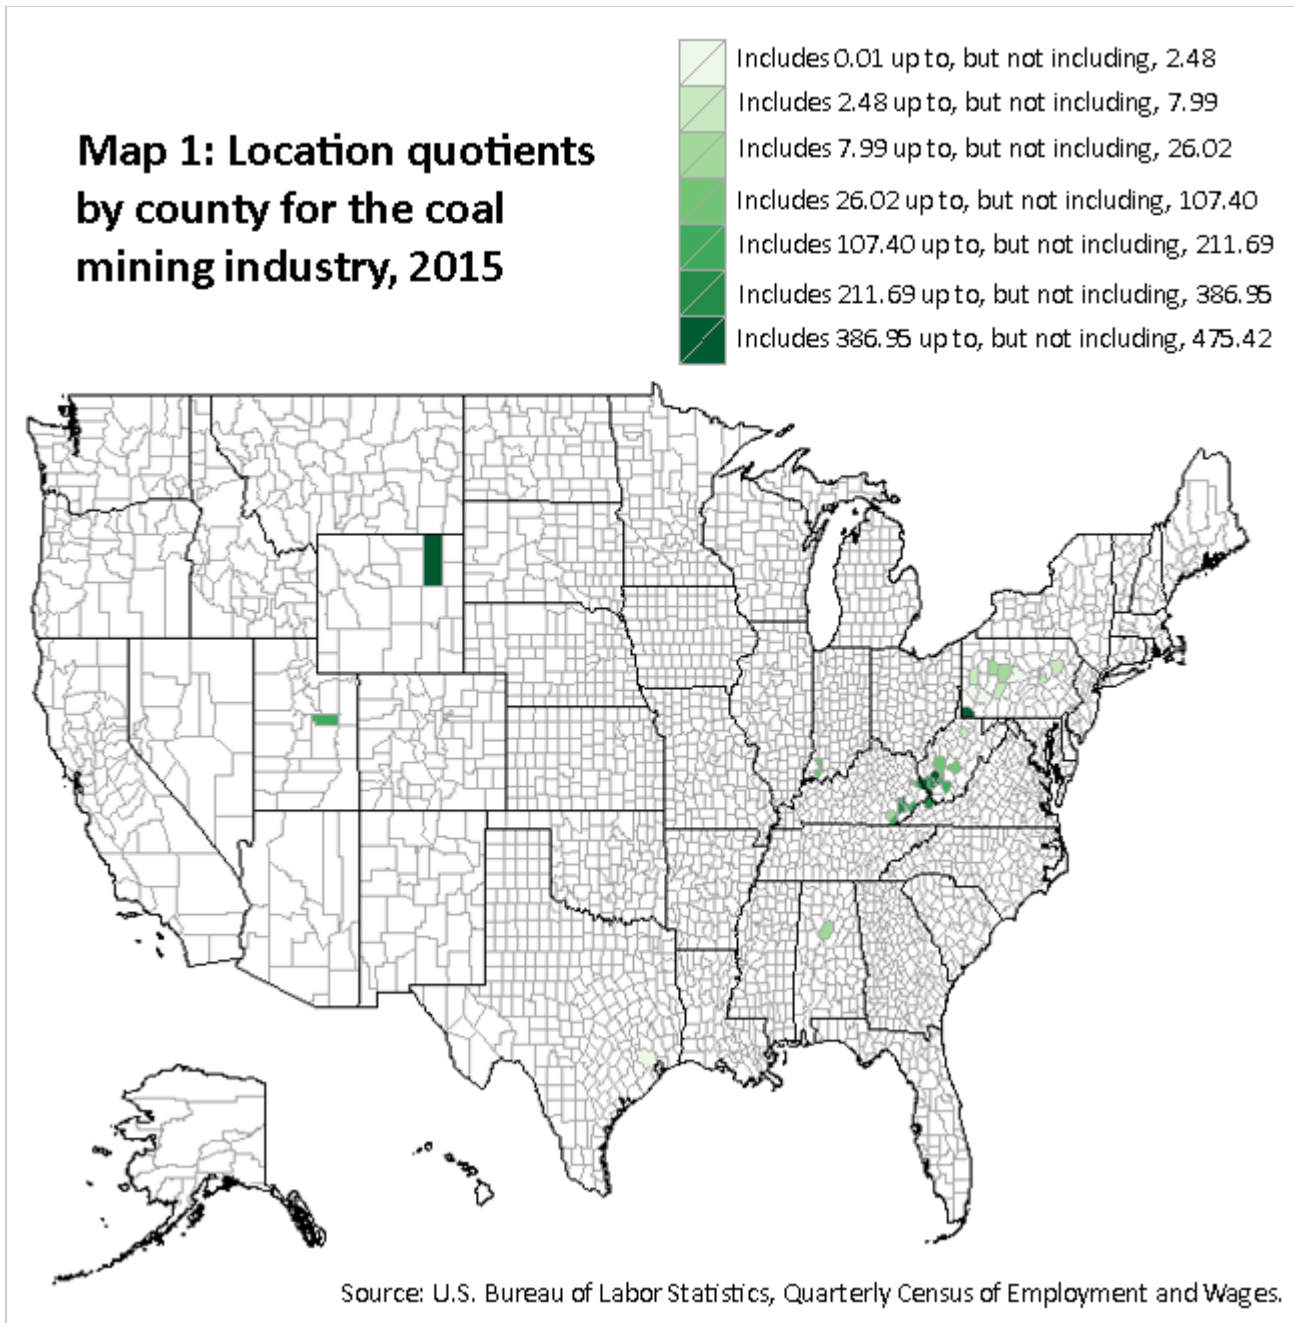 Includes 0.01 up to, but not including, 2.48
Includes 2.48 up to, but not including, 7.99
Includes 7.99 up to, but not including, 26.02
Includes 26.02 up to, but not including, 107.40
Includes 107.40 up to, but not including, 211.69
Includes 211.69 up to, but not including, 386.95
Includes 386.95 up to, but not including, 475.42
Map 1: Location quotients
by county for the coal
mining industry, 2015
Source: U.S. Bureau of Labor Statistics, Quarterly Census of Employment and Wages.